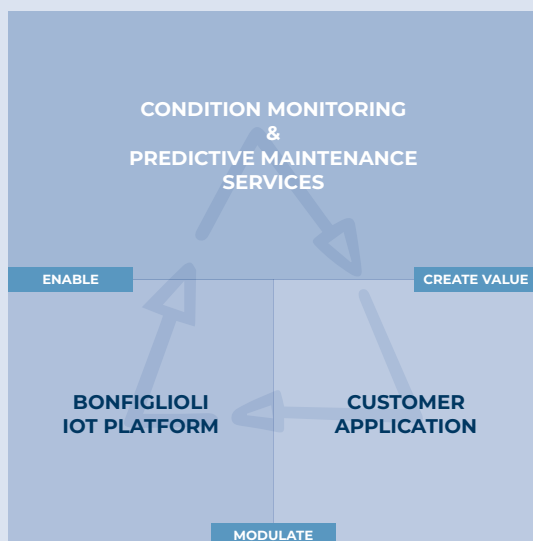 CONDITION MONITORING
&
PREDICTIVE MAINTENANCE
SERVICES
ENABLE
CREATE VALUE
BONFIGLIOLI
IOT PLATFORM
CUSTOMER
APPLICATION
MODULATE